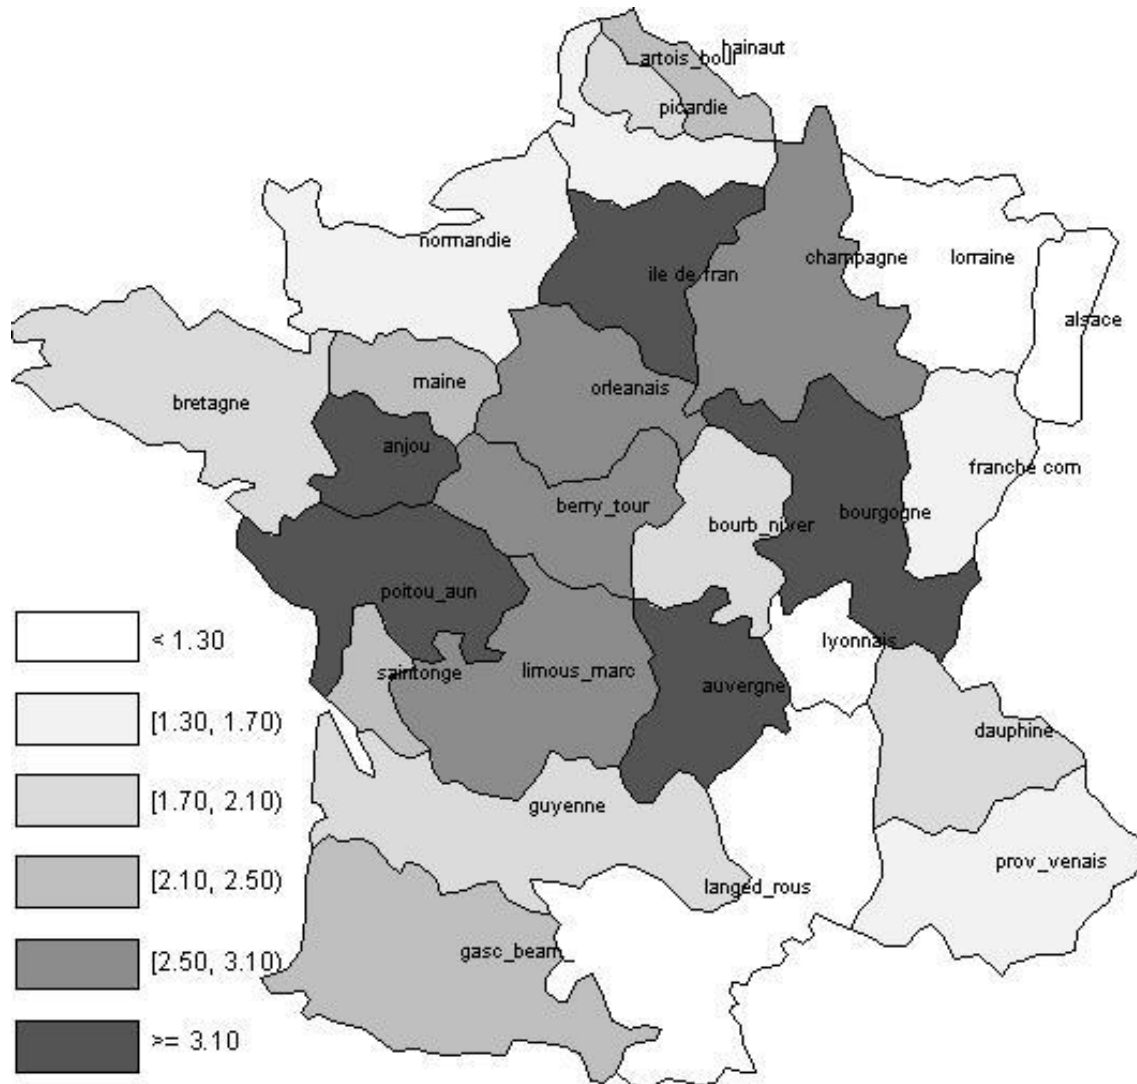 hainaut
artois_boul
picardie
normandie
ile de fran
champagne
lorraine
alsace
maine
orleanais
bretagne
anjou
franche com
berry_tour
bourb_niver
bourgogne
poitou_aun
lyonnais
saintonge
limous_marc
auvergne
dauphine
guyenne
prov_venais
langed_rous
gasc_bearn_
< 1.30
[1.30, 1.70)
[1.70, 2.10)
[2.10, 2.50)
[2.50, 3.10)
>= 3.10